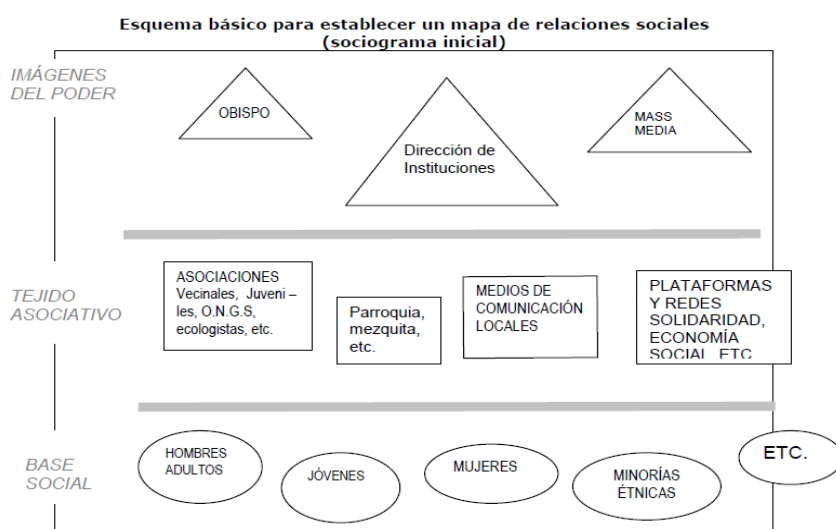 Esquema básico para establecer un mapa de relaciones sociales
(sociograma inicial)
IMÁGENES
DEL PODER
OBISPO
Dirección de
Instituciones
MASS
MEDIA
TEJIDO
ASOCIATIVO
ASOCIACIONES
Vecinales, Juveni –
les, O.N.G.S,
ecologistas, etc.
Parroquia,
mezquita,
etc.
MEDIOS DE
COMUNICACIÓN
LOCALES
PLATAFORMAS
Y REDES
SOLIDARIDAD,
ECONOMÍA
SOCIAL ETC
BASE
SOCIAL
HOMBRES
ADULTOS
JÓVENES
MUJERES
MINORÍAS
ÉTNICAS
ETC.